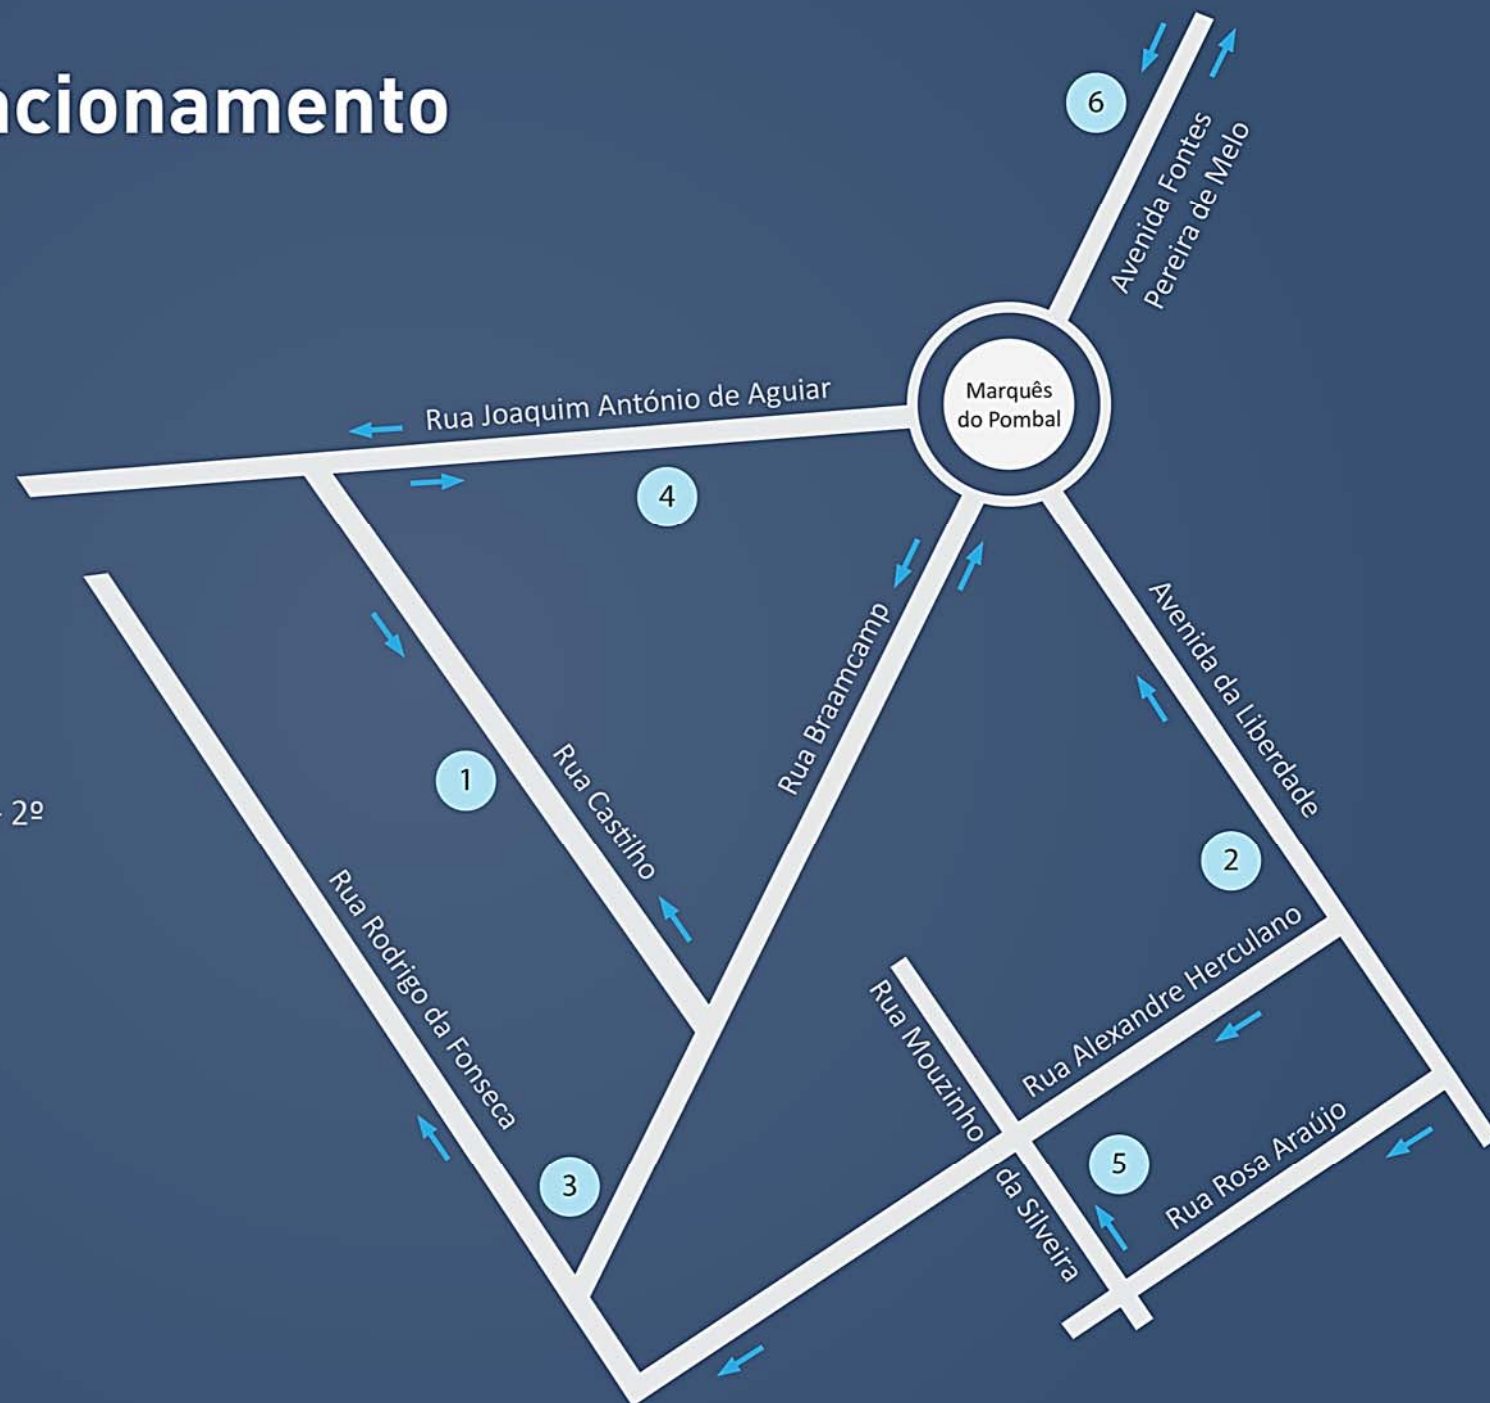 ncionamento
6
Avenida Fontes
Pereira de Melo
Marquês
do Pombal
Rua Joaquim António de Aguiar
4
Rua Braamcamp
Avenida da Liberdade
1
Rua Castilho
2º
2
Rua Rodrigo da Fonseca
Rua Alexandre Herculano
Rua Mouzinho
da Silveira
5
Rua Rosa Araújo
3